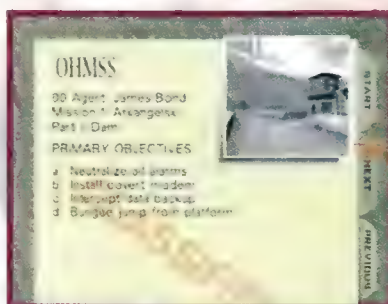 OHMSS
00 Agent: James Bond
Mission 1: Arkangelsk
Part i: Dam
PRIMARY OBJECTIVES
a. Neutralize all alarms
b. Install covert modem
c. Intercept data backup
d. Bungee jump from platform
START
NEXT
PREVIOUS